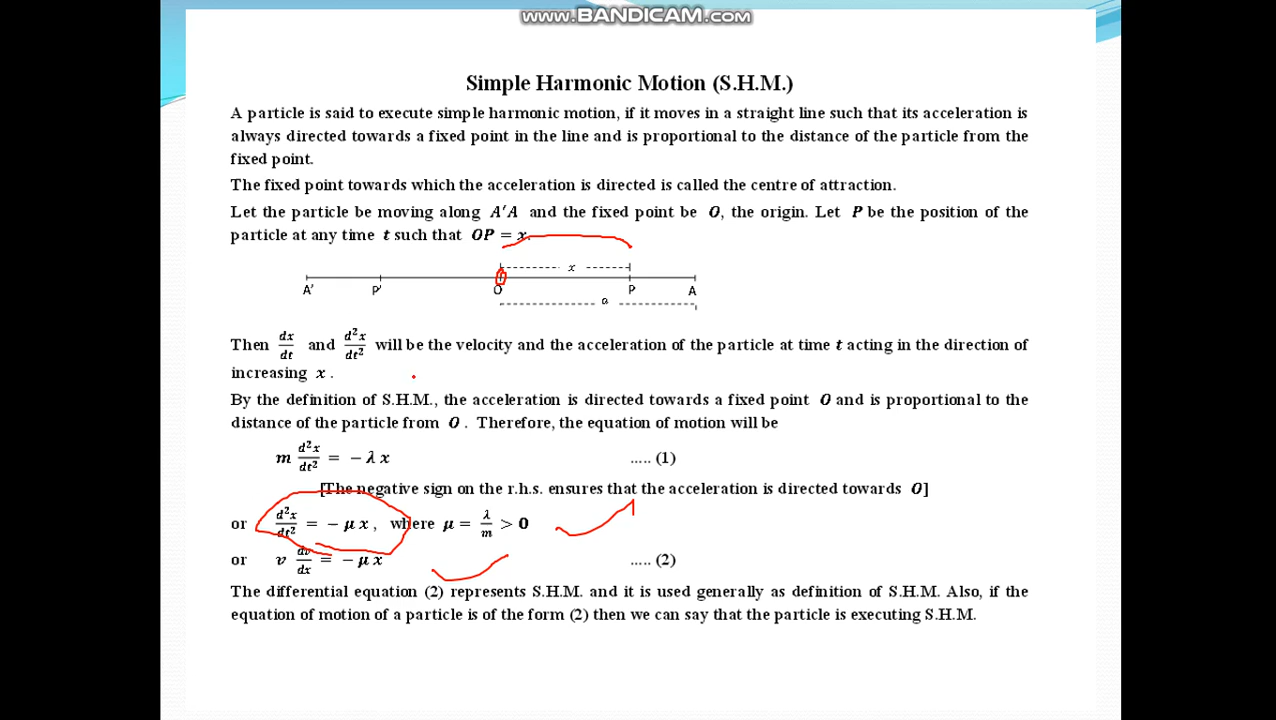 www.BANDICAM.com
Simple Harmonic Motion (S.H.M.)
A particle is said to execute simple harmonic motion, if it moves in a straight line such that its acceleration is
always directed towards a fixed point in the line and is proportional to the distance of the particle from the
fixed point.
The fixed point towards which the acceleration is directed is called the centre of attraction.
Let the particle be moving along A′A and the fixed point be O, the origin. Let P be the position of the
particle at any time t such that OP = x.
x
A' P' O P A
a
Then dx/dt and d²x/dt² will be the velocity and the acceleration of the particle at time t acting in the direction of
increasing x .
By the definition of S.H.M., the acceleration is directed towards a fixed point O and is proportional to the
distance of the particle from O . Therefore, the equation of motion will be
m d²x/dt² = − λ x ..... (1)
[The negative sign on the r.h.s. ensures that the acceleration is directed towards O]
or d²x/dt² = − μ x , where μ = λ/m > 0
or v dv/dx = − μ x ..... (2)
The differential equation (2) represents S.H.M. and it is used generally as definition of S.H.M. Also, if the
equation of motion of a particle is of the form (2) then we can say that the particle is executing S.H.M.